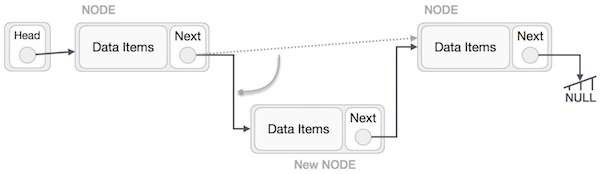 NODE
NODE
Head
Data Items
Next
Data Items
Next
NULL
Data Items
Next
New NODE